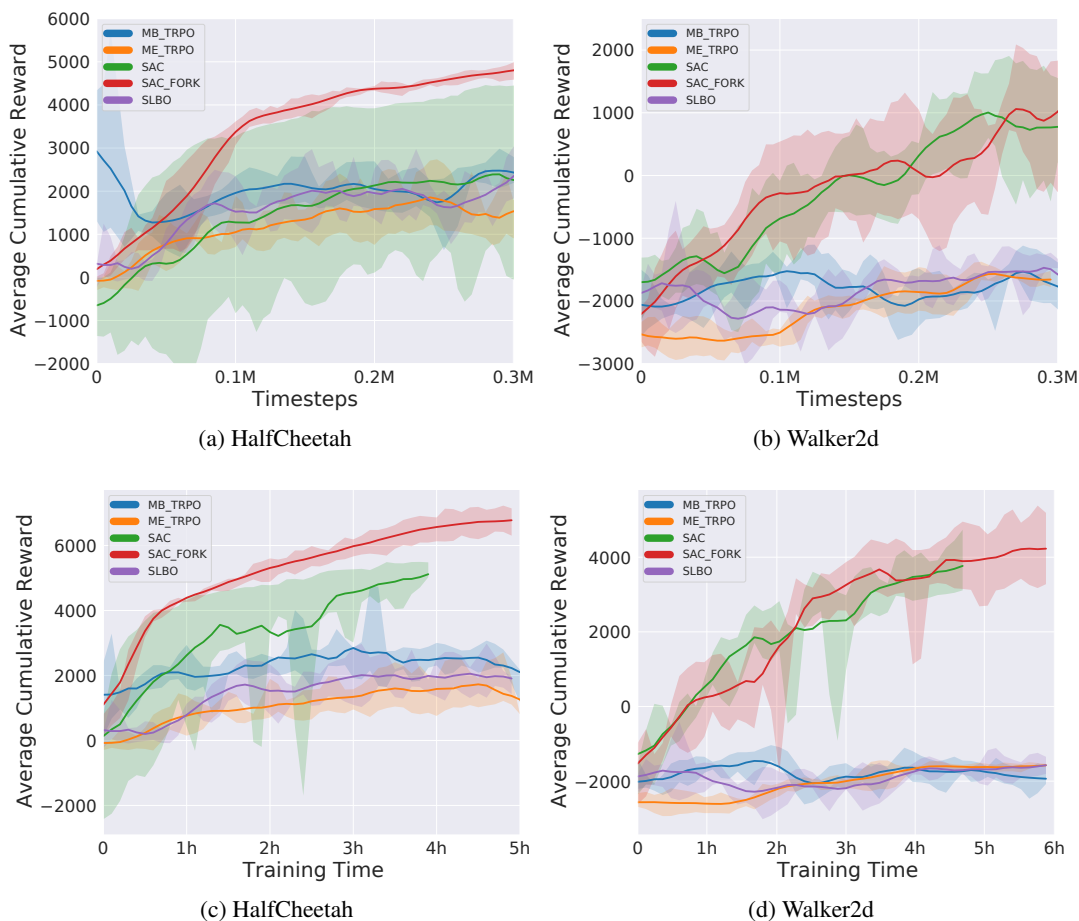 6000
5000
4000
3000
2000
1000
0
−1000
−2000
Average Cumulative Reward
MB_TRPO
ME_TRPO
SAC
SAC_FORK
SLBO
0 0.1M 0.2M 0.3M
Timesteps
(a) HalfCheetah
2000
1000
0
−1000
−2000
−3000
Average Cumulative Reward
MB_TRPO
ME_TRPO
SAC
SAC_FORK
SLBO
0 0.1M 0.2M 0.3M
Timesteps
(b) Walker2d
6000
4000
2000
0
−2000
Average Cumulative Reward
MB_TRPO
ME_TRPO
SAC
SAC_FORK
SLBO
0 1h 2h 3h 4h 5h
Training Time
(c) HalfCheetah
4000
2000
0
−2000
Average Cumulative Reward
MB_TRPO
ME_TRPO
SAC
SAC_FORK
SLBO
0 1h 2h 3h 4h 5h 6h
Training Time
(d) Walker2d